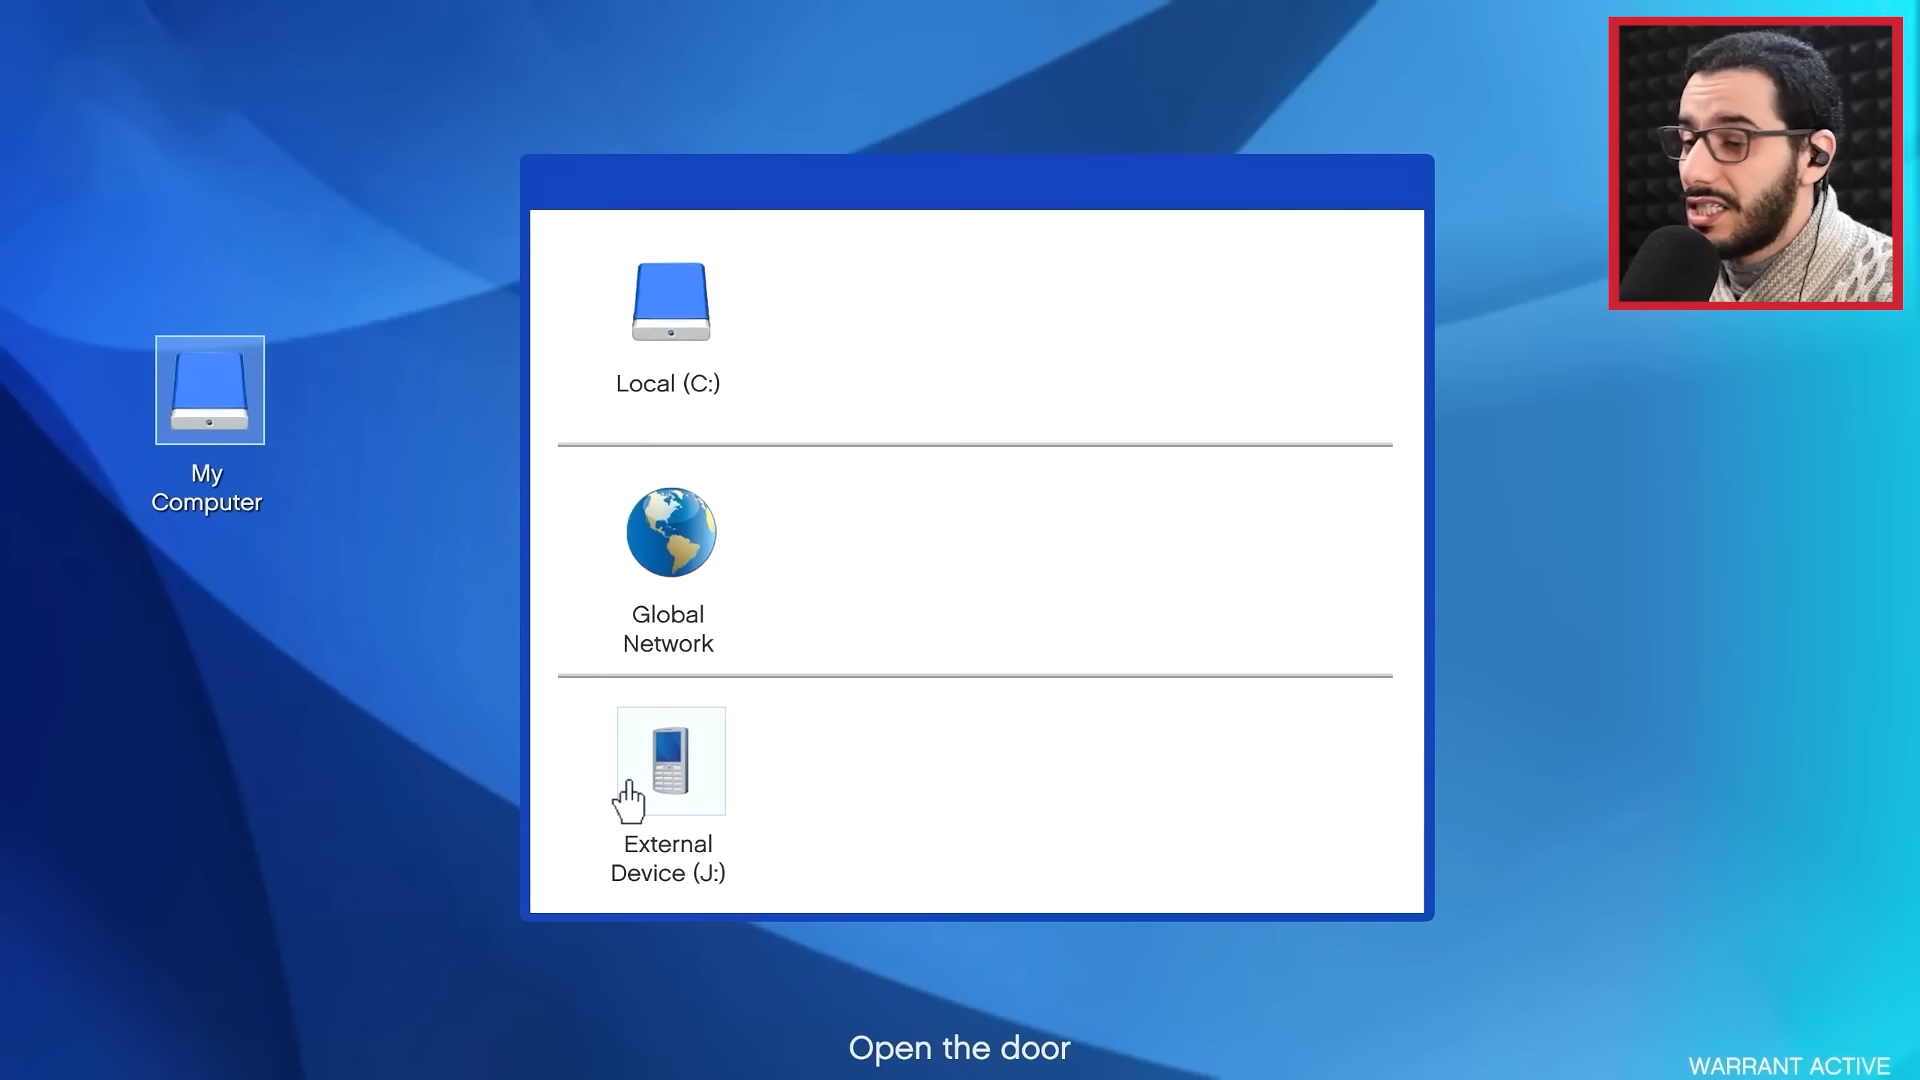 My
Computer
Local (C:)
Global
Network
External
Device (J:)
Open the door
WARRANT ACTIVE